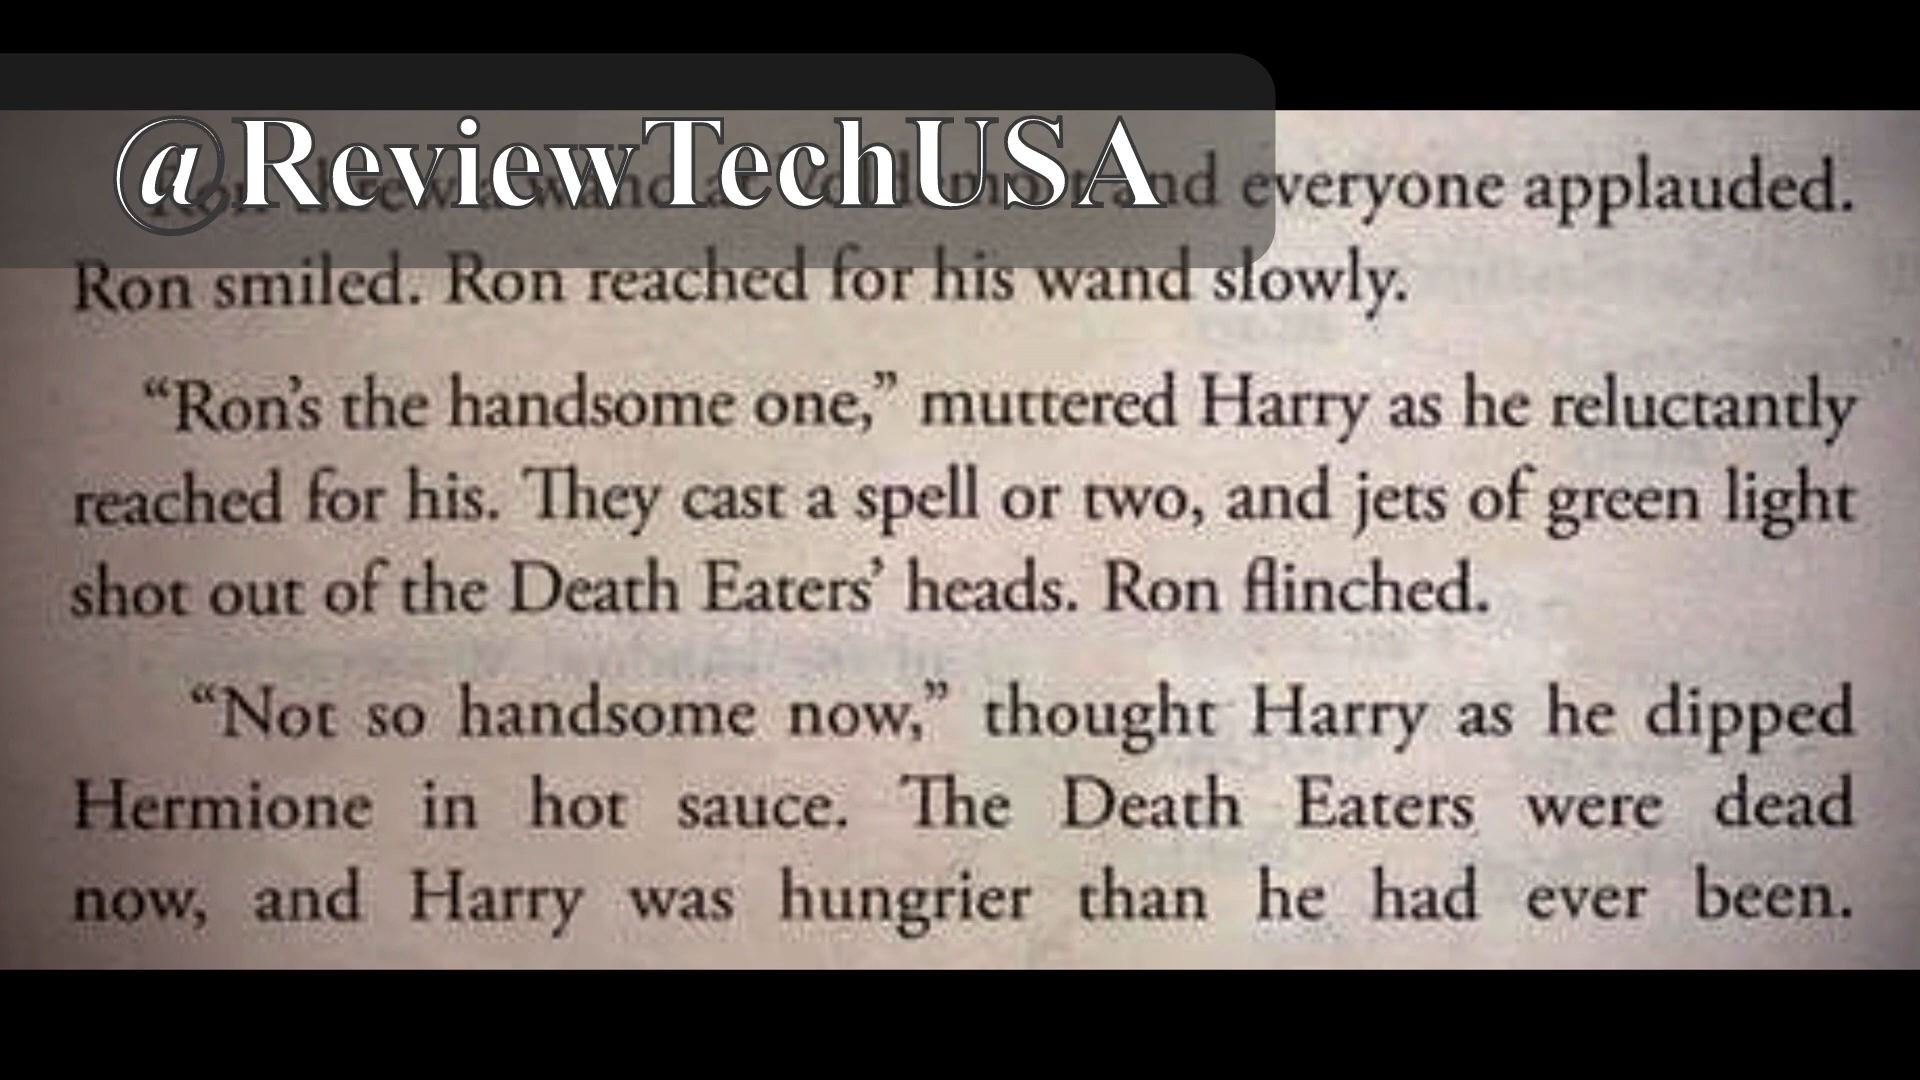 @ReviewTechUSA
everyone applauded.
Ron smiled. Ron reached for his wand slowly.
“Ron’s the handsome one,” muttered Harry as he reluctantly
reached for his. They cast a spell or two, and jets of green light
shot out of the Death Eaters’ heads. Ron flinched.
“Not so handsome now,” thought Harry as he dipped
Hermione in hot sauce. The Death Eaters were dead
now, and Harry was hungrier than he had ever been.